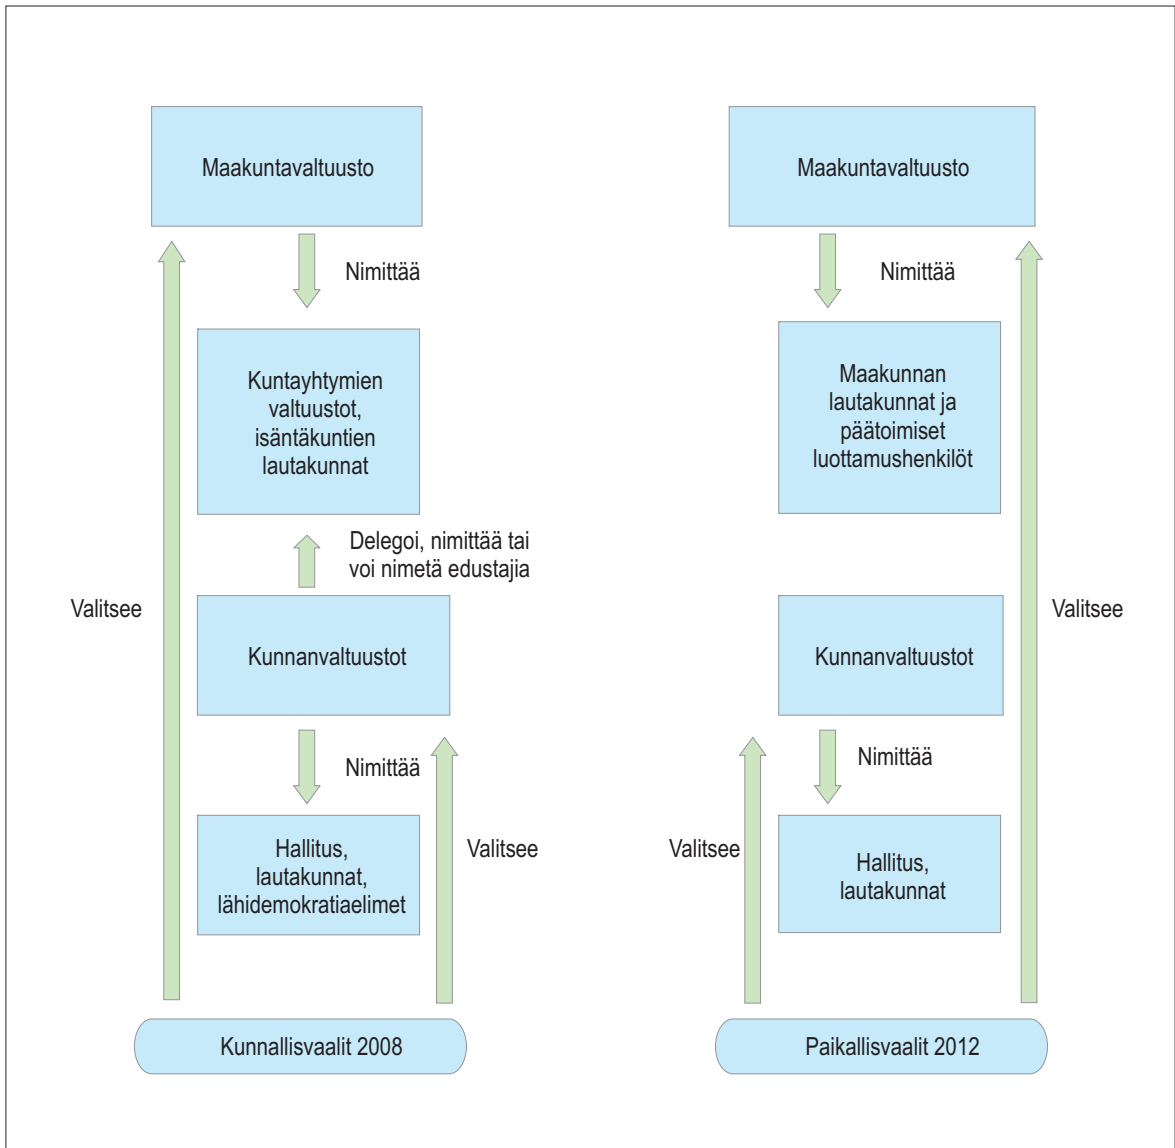 Maakuntavaltuusto
Nimittää
Kuntayhtymien
valtuustot,
isäntäkuntien
lautakunnat
Delegoi, nimittää tai
voi nimetä edustajia
Valitsee
Kunnanvaltuustot
Nimittää
Valitsee
Hallitus,
lautakunnat,
lähidemokratiaelimet
Kunnallisvaalit 2008
Maakuntavaltuusto
Nimittää
Maakunnan
lautakunnat ja
päätoimiset
luottamushenkilöt
Valitsee
Kunnanvaltuustot
Nimittää
Valitsee
Hallitus,
lautakunnat
Paikallisvaalit 2012